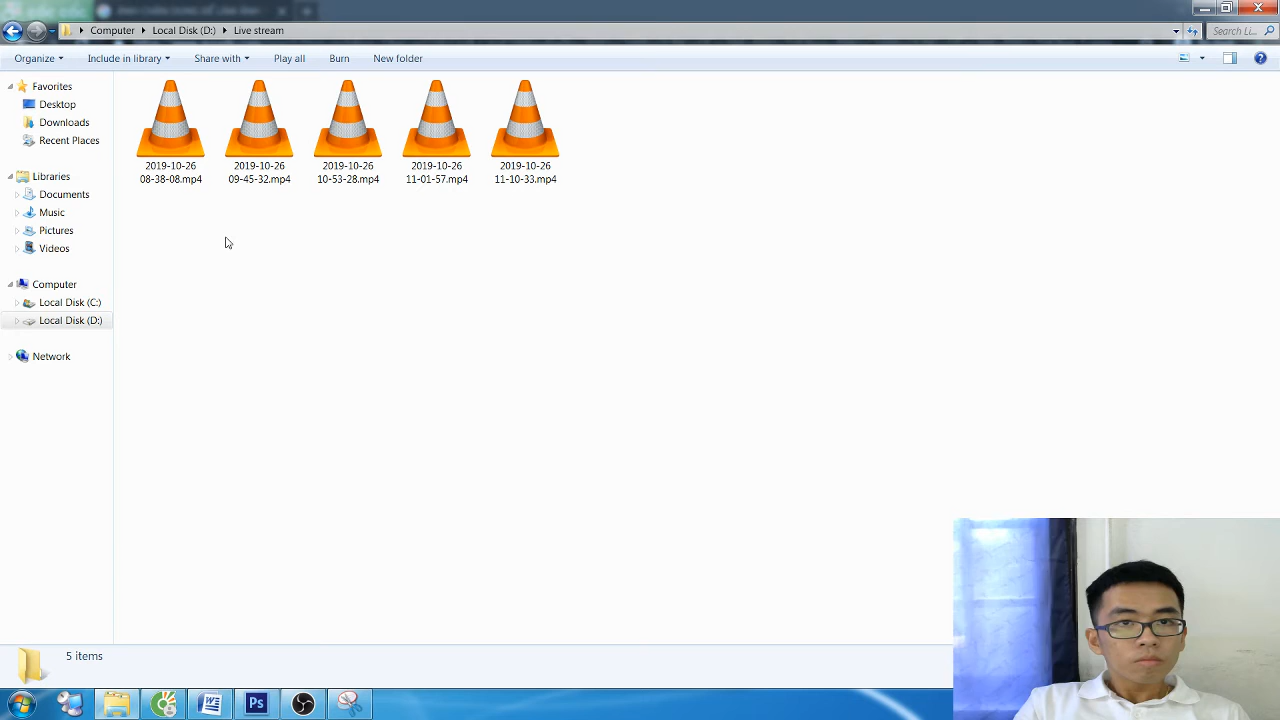 Computer Local Disk (D:) Live stream
Search Li...
Organize Include in library Share with Play all Burn New folder
Favorites
Desktop
Downloads
Recent Places
Libraries
Documents
Music
Pictures
Videos
Computer
Local Disk (C:)
Local Disk (D:)
Network
2019-10-26
08-38-08.mp4
2019-10-26
09-45-32.mp4
2019-10-26
10-53-28.mp4
2019-10-26
11-01-57.mp4
2019-10-26
11-10-33.mp4
5 items
W
Ps